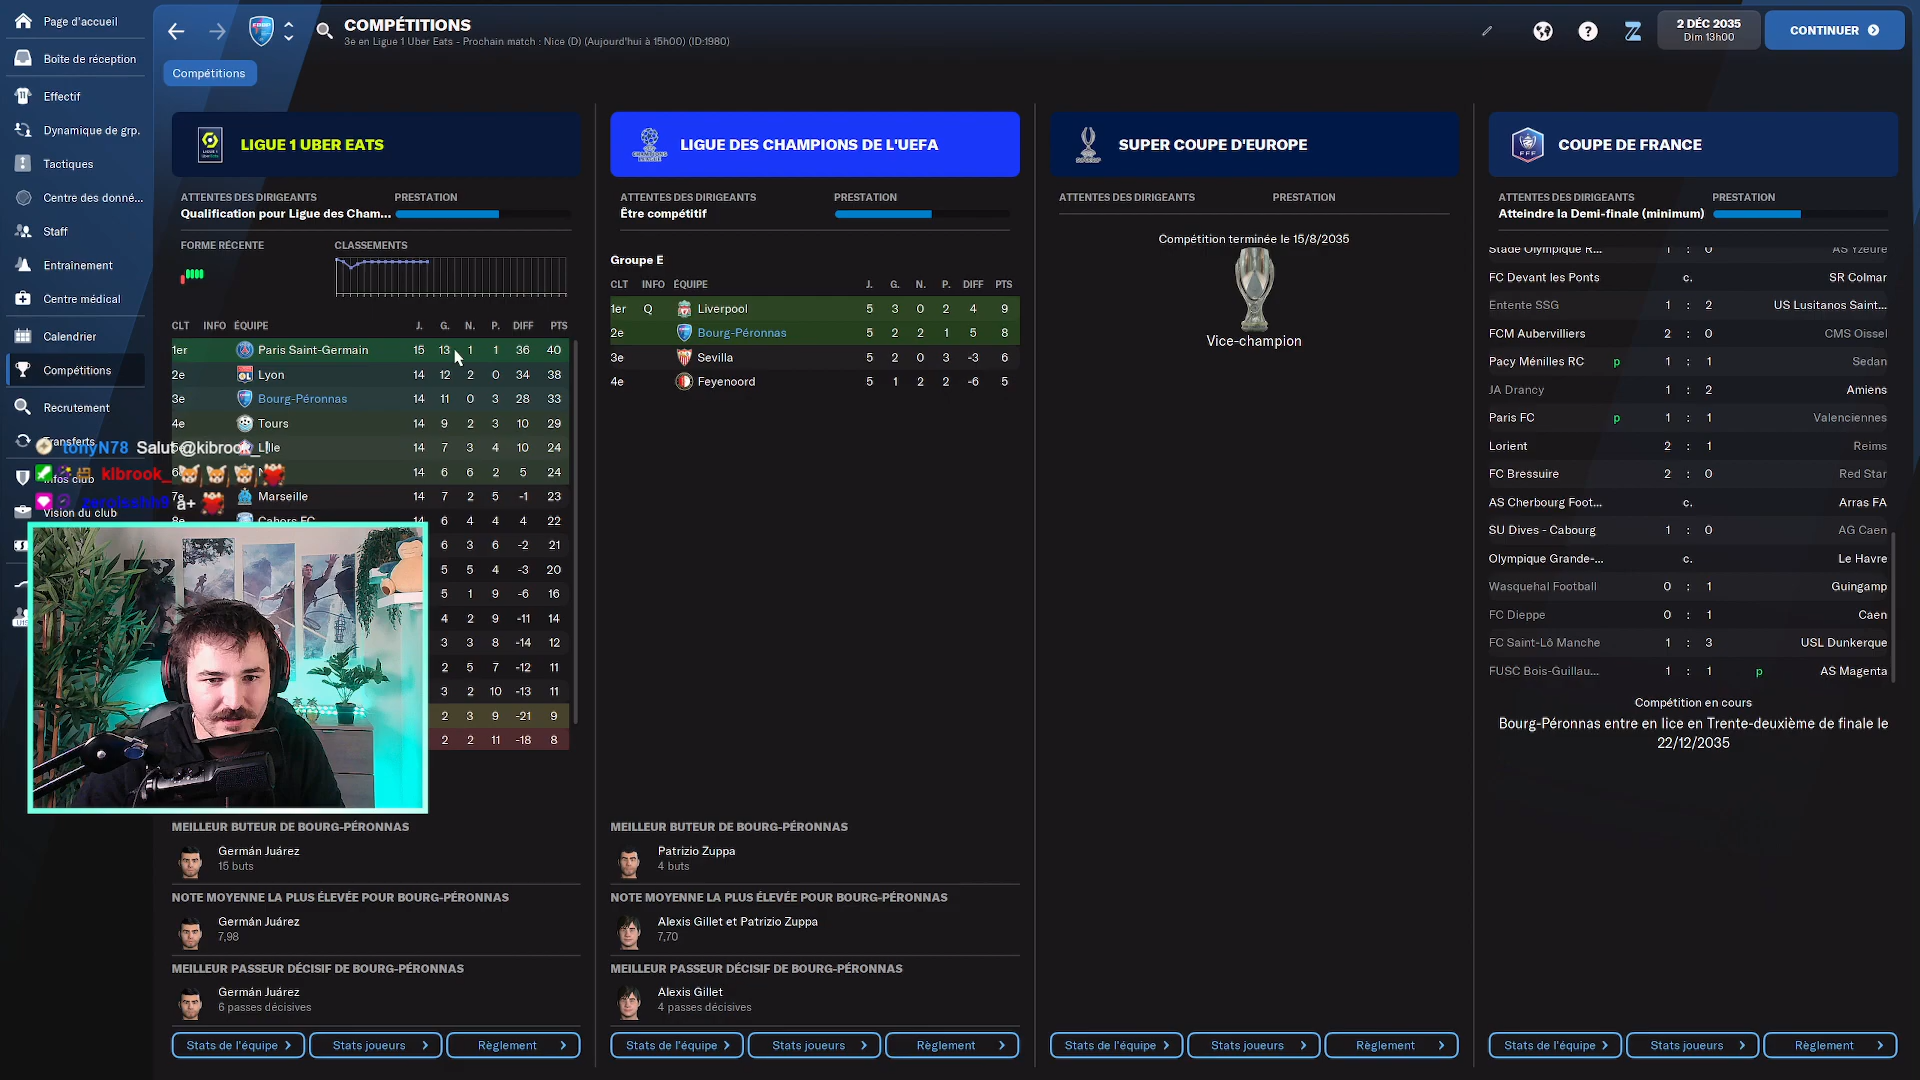 Page d'accueil
Boîte de réception
Effectif
Dynamique de grp.
Tactiques
Centre des donné...
Staff
Entraînement
Centre médical
Calendrier
Compétitions
Recrutement
Transferts
Infos club
Vision du club
COMPÉTITIONS
3e en Ligue 1 Uber Eats - Prochain match : Nice (D) (Aujourd'hui à 15h00) (ID:1980)
2 DÉC 2035
Dim 13h00
CONTINUER
Compétitions
LIGUE 1 UBER EATS
ATTENTES DES DIRIGEANTS PRESTATION
Qualification pour Ligue des Cham...
FORME RÉCENTE CLASSEMENTS
CLT INFO ÉQUIPE J. G. N. P. DIFF PTS
1er Paris Saint-Germain 15 13 1 1 36 40
2e Lyon 14 12 2 0 34 38
3e Bourg-Péronnas 14 11 0 3 28 33
4e Tours 14 9 2 3 10 29
Lille 14 7 3 4 10 24
14 6 6 2 5 24
7e Marseille 14 7 2 5 -1 23
8e Cahors FC 14 6 4 4 4 22
6 3 6 -2 21
5 5 4 -3 20
5 1 9 -6 16
4 2 9 -11 14
3 3 8 -14 12
2 5 7 -12 11
3 2 10 -13 11
2 3 9 -21 9
2 2 11 -18 8
tonyN78 Salut @kibrook_!
kIbrook_
zeroisshh9 a+
MEILLEUR BUTEUR DE BOURG-PÉRONNAS
Germán Juárez
15 buts
NOTE MOYENNE LA PLUS ÉLEVÉE POUR BOURG-PÉRONNAS
Germán Juárez
7,98
MEILLEUR PASSEUR DÉCISIF DE BOURG-PÉRONNAS
Germán Juárez
6 passes décisives
Stats de l'équipe Stats joueurs Règlement
LIGUE DES CHAMPIONS DE L'UEFA
ATTENTES DES DIRIGEANTS PRESTATION
Être compétitif
Groupe E
CLT INFO ÉQUIPE J. G. N. P. DIFF PTS
1er Q Liverpool 5 3 0 2 4 9
2e Bourg-Péronnas 5 2 2 1 5 8
3e Sevilla 5 2 0 3 -3 6
4e Feyenoord 5 1 2 2 -6 5
MEILLEUR BUTEUR DE BOURG-PÉRONNAS
Patrizio Zuppa
4 buts
NOTE MOYENNE LA PLUS ÉLEVÉE POUR BOURG-PÉRONNAS
Alexis Gillet et Patrizio Zuppa
7,70
MEILLEUR PASSEUR DÉCISIF DE BOURG-PÉRONNAS
Alexis Gillet
4 passes décisives
Stats de l'équipe Stats joueurs Règlement
SUPER COUPE D'EUROPE
ATTENTES DES DIRIGEANTS PRESTATION
Compétition terminée le 15/8/2035
Vice-champion
Stats de l'équipe Stats joueurs Règlement
COUPE DE FRANCE
ATTENTES DES DIRIGEANTS PRESTATION
Atteindre la Demi-finale (minimum)
Stade Olympique R... 1 : 0 AS Yzeure
FC Devant les Ponts c. SR Colmar
Entente SSG 1 : 2 US Lusitanos Saint...
FCM Aubervilliers 2 : 0 CMS Oissel
Pacy Ménilles RC p 1 : 1 Sedan
JA Drancy 1 : 2 Amiens
Paris FC p 1 : 1 Valenciennes
Lorient 2 : 1 Reims
FC Bressuire 2 : 0 Red Star
AS Cherbourg Foot... c. Arras FA
SU Dives - Cabourg 1 : 0 AG Caen
Olympique Grande-... c. Le Havre
Wasquehal Football 0 : 1 Guingamp
FC Dieppe 0 : 1 Caen
FC Saint-Lô Manche 1 : 3 USL Dunkerque
FUSC Bois-Guillau... 1 : 1 p AS Magenta
Compétition en cours
Bourg-Péronnas entre en lice en Trente-deuxième de finale le
22/12/2035
Stats de l'équipe Stats joueurs Règlement